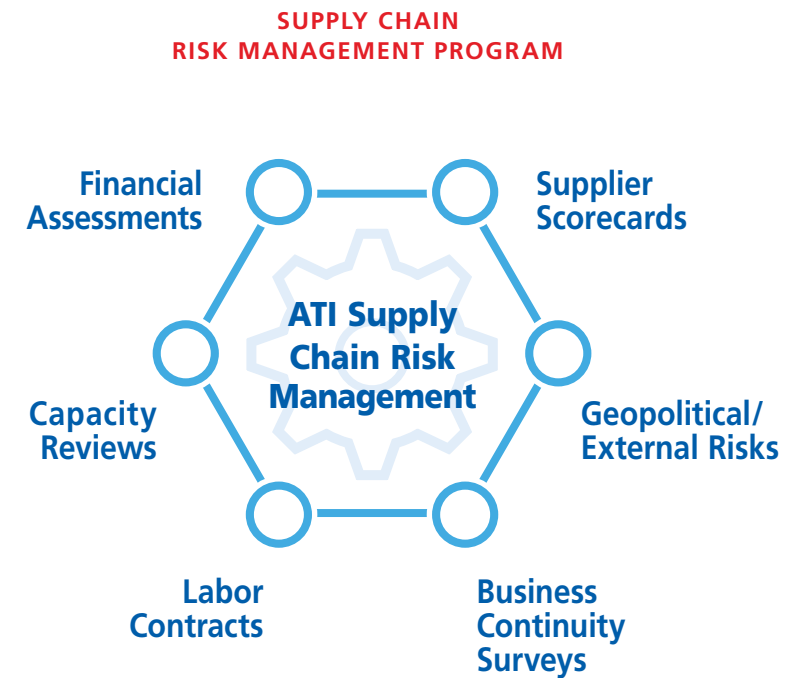 SUPPLY CHAIN
RISK MANAGEMENT PROGRAM
Financial
Assessments
Supplier
Scorecards
ATI Supply
Chain Risk
Management
Capacity
Reviews
Geopolitical/
External Risks
Labor
Contracts
Business
Continuity
Surveys